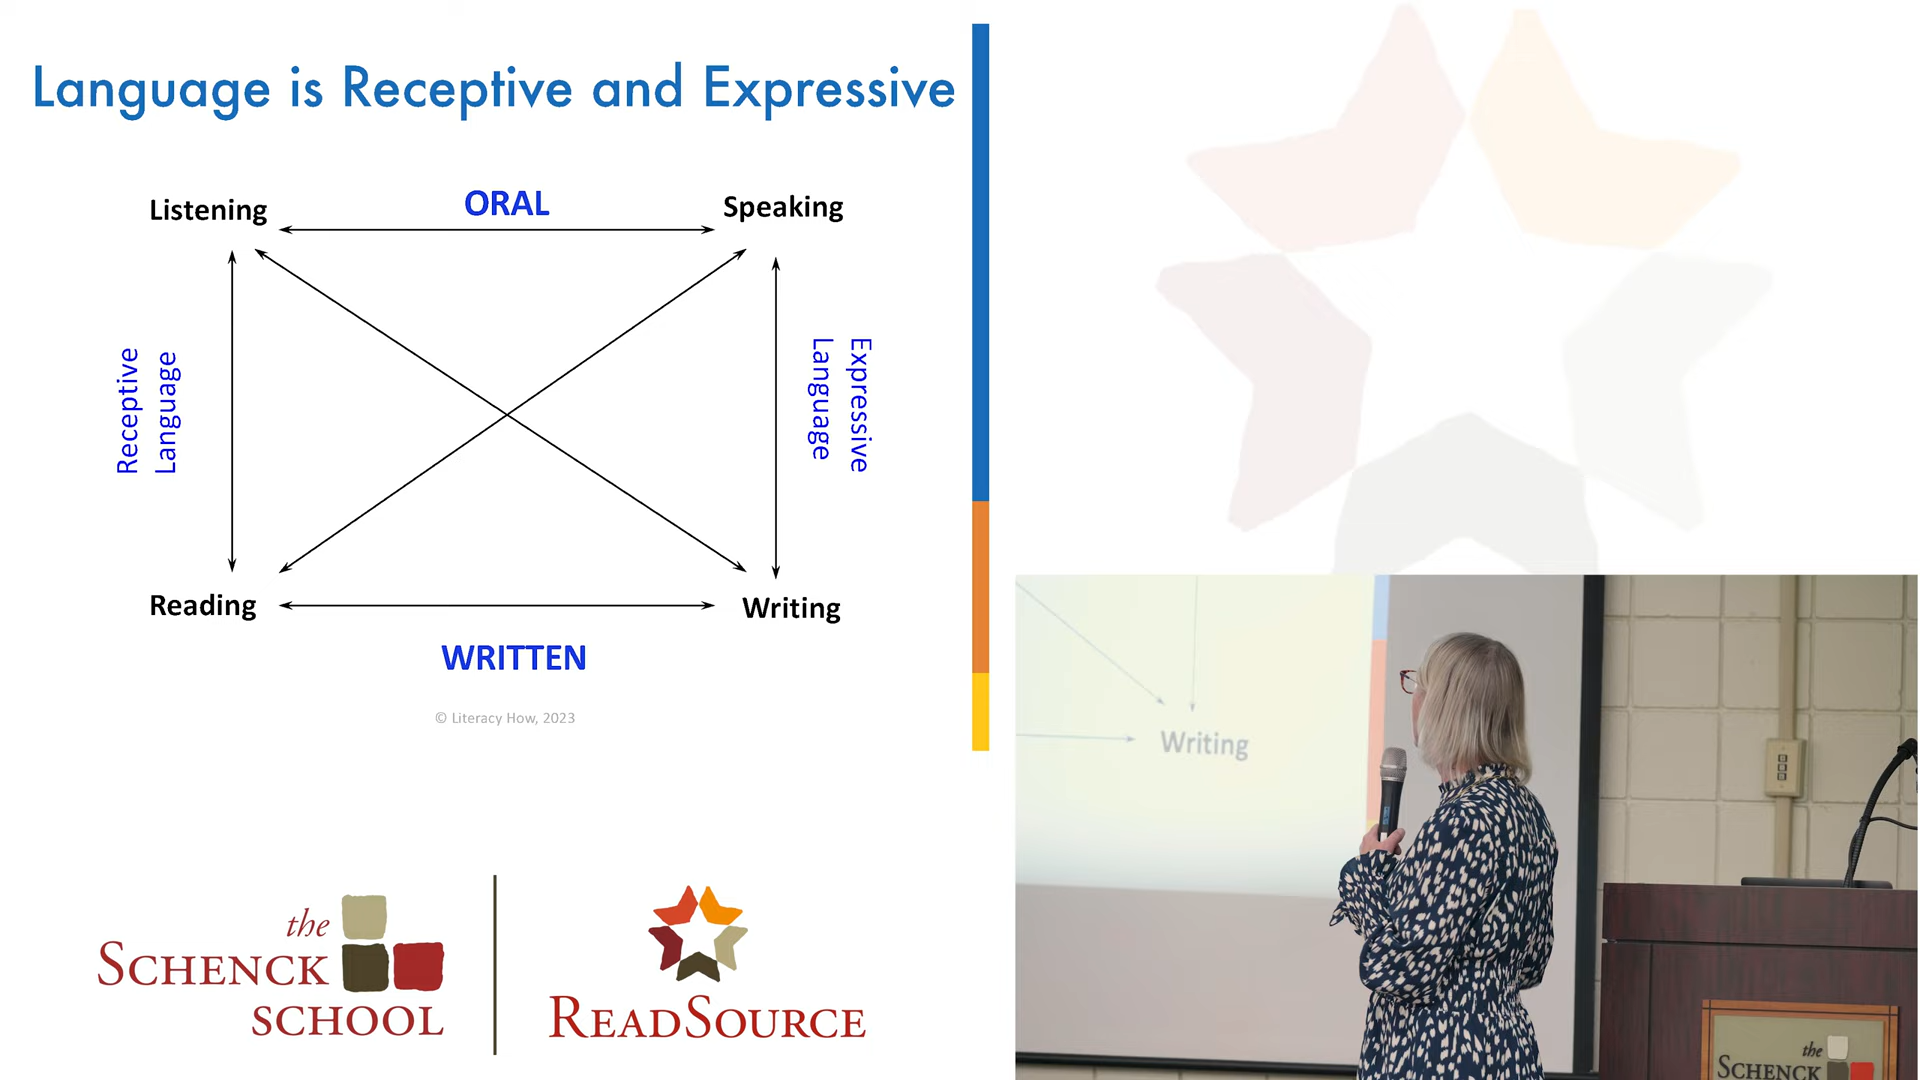 Language is Receptive and Expressive
Listening
ORAL
Speaking
Receptive
Language
Expressive
Language
Reading
Writing
WRITTEN
© Literacy How, 2023
the
SCHENCK
SCHOOL
READSOURCE
Writing
the
SCHENCK